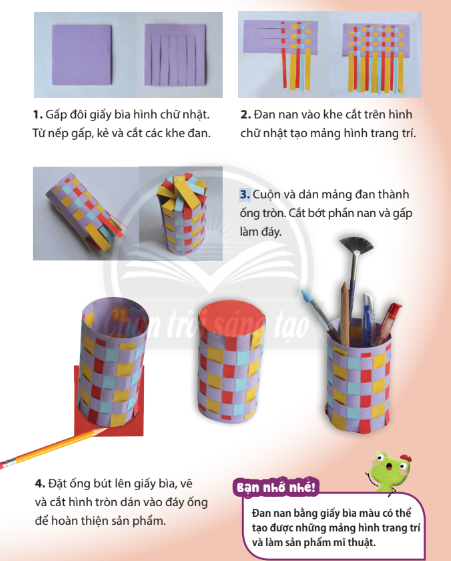 1. Gấp đôi giấy bìa hình chữ nhật.
Từ nếp gấp, kẻ và cắt các khe đan.
2. Đan nan vào khe cắt trên hình
chữ nhật tạo mảng hình trang trí.
3. Cuộn và dán mảng đan thành
ống tròn. Cắt bớt phần nan và gấp
làm đáy.
Chân trời sáng tạo
4. Đặt ống bút lên giấy bìa, vẽ
và cắt hình tròn dán vào đáy ống
để hoàn thiện sản phẩm.
Bạn nhớ nhé!
Đan nan bằng giấy bìa màu có thể
tạo được những mảng hình trang trí
và làm sản phẩm mĩ thuật.